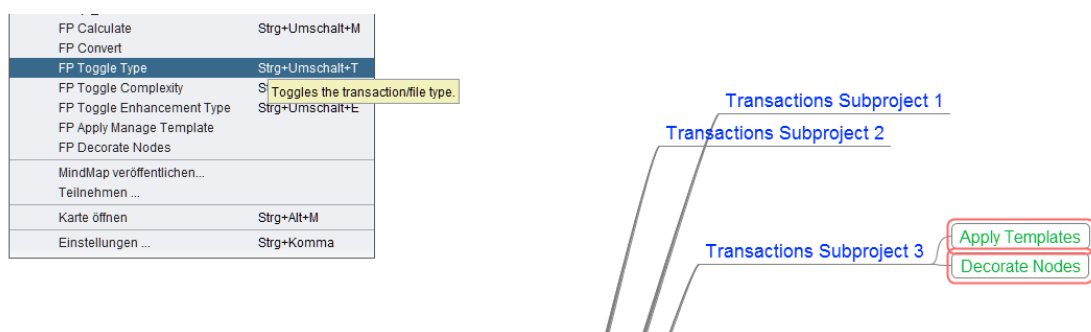 FP Calculate Strg+Umschalt+M
FP Convert
FP Toggle Type Strg+Umschalt+T
FP Toggle Complexity
Toggles the transaction/file type.
FP Toggle Enhancement Type Strg+Umschalt+E
FP Apply Manage Template
FP Decorate Nodes
MindMap veröffentlichen...
Teilnehmen ...
Karte öffnen Strg+Alt+M
Einstellungen ... Strg+Komma
Transactions Subproject 1
Transactions Subproject 2
Transactions Subproject 3
Apply Templates
Decorate Nodes